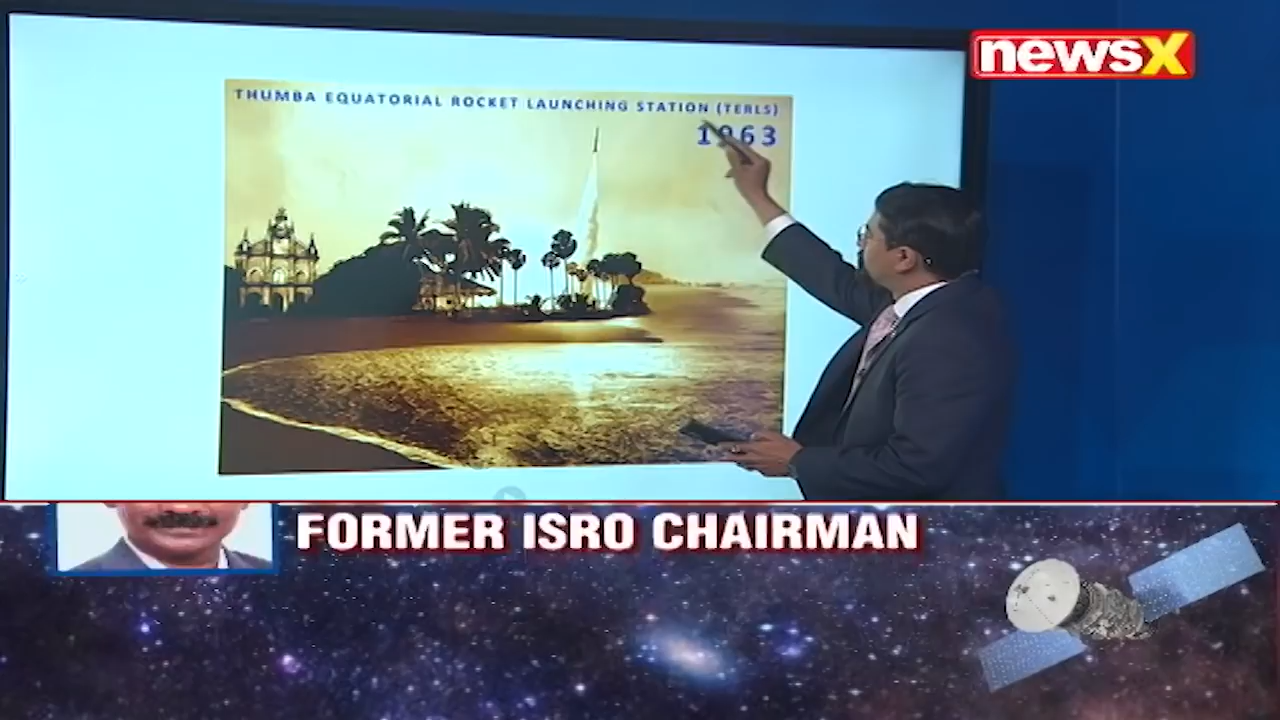 newsX
THUMBA EQUATORIAL ROCKET LAUNCHING STATION (TERLS)
1963
FORMER ISRO CHAIRMAN